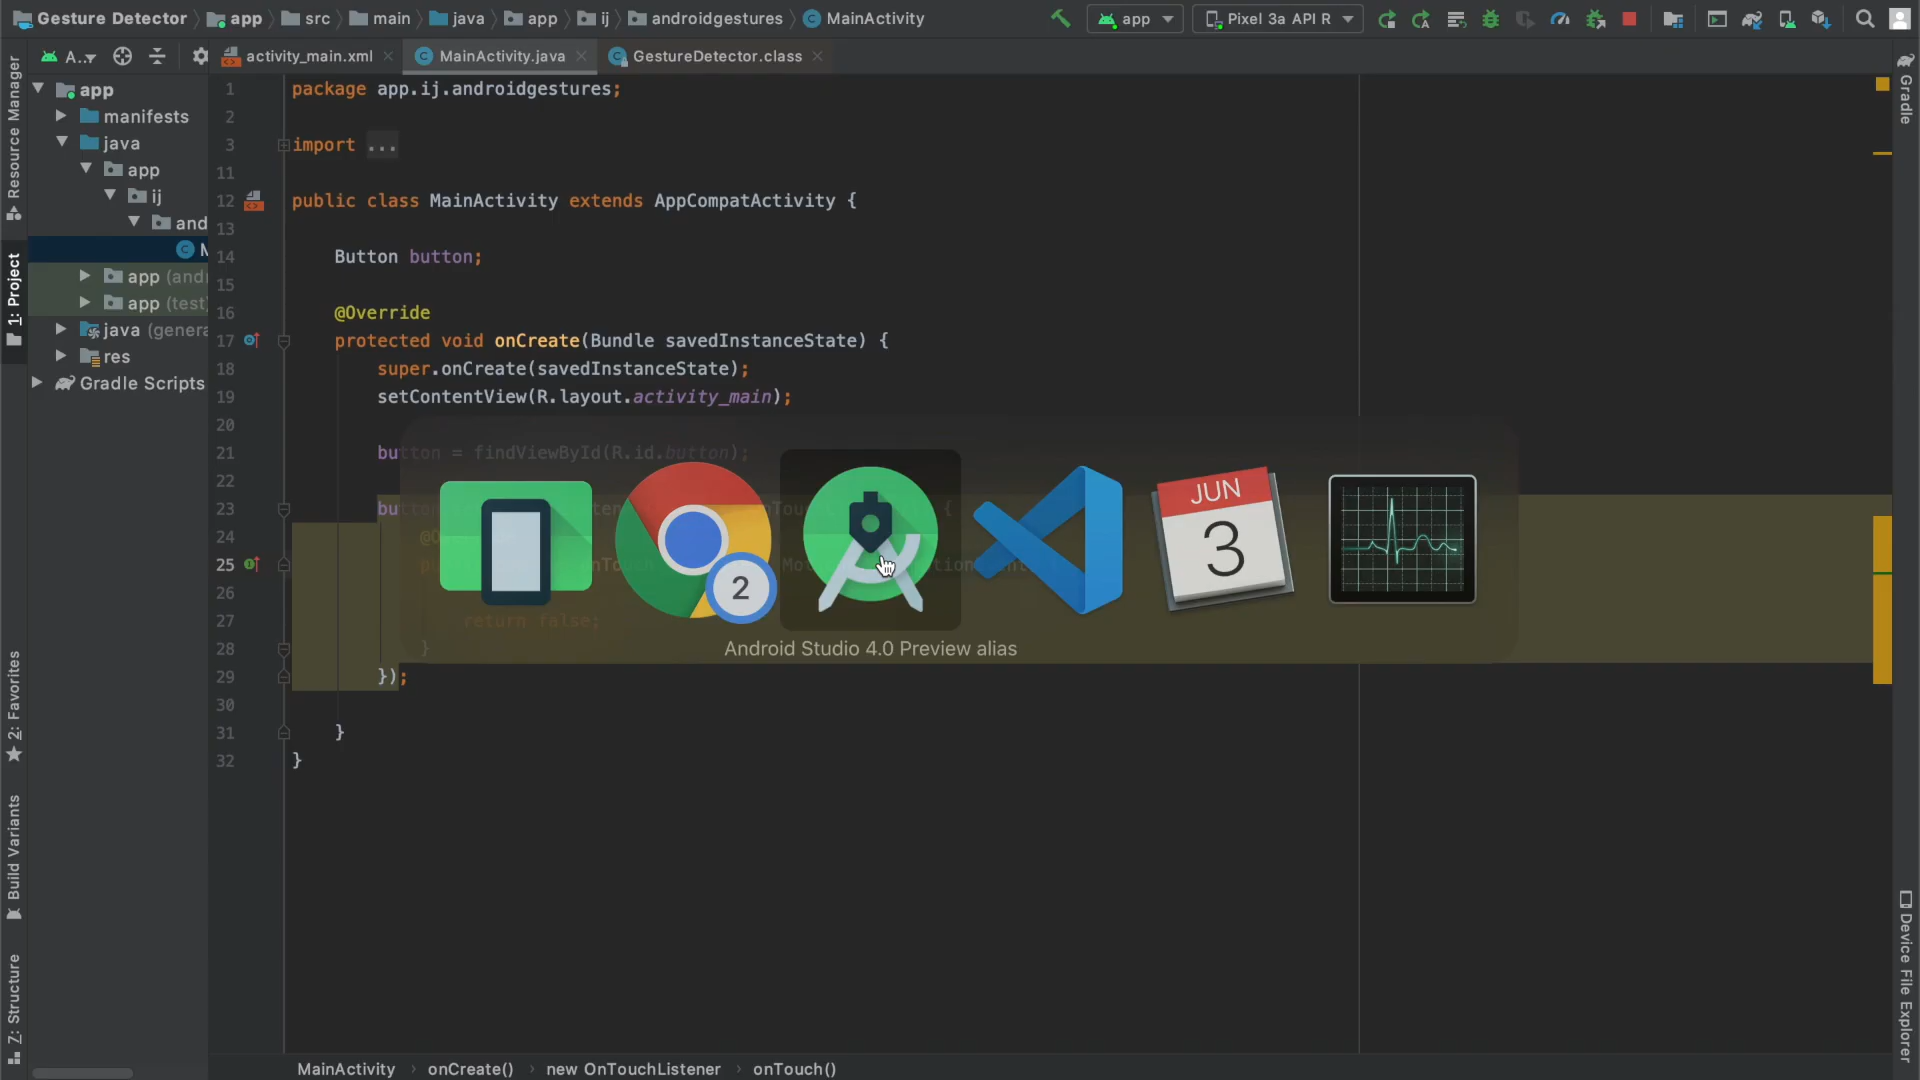 Gesture Detector app src main java app ij androidgestures MainActivity app Pixel 3a API R
A.. activity_main.xml MainActivity.java GestureDetector.class
Resource Manager
1: Project
2: Favorites
Build Variants
Z: Structure
app
manifests
java
app
ij
and
M
app (and
app (test)
java (genera
res
Gradle Scripts
1 package app.ij.androidgestures;
2
3 import ...
11
12 public class MainActivity extends AppCompatActivity {
13
14 Button button;
15
16 @Override
17 protected void onCreate(Bundle savedInstanceState) {
18 super.onCreate(savedInstanceState);
19 setContentView(R.layout.activity_main);
20
21 button = findViewById(R.id.button);
22
23 bu {
24 @O
25
26
27 return false;
28 }
29 });
30
31 }
32 }
2
JUN
3
Android Studio 4.0 Preview alias
Gradle
Device File Explorer
MainActivity onCreate() new OnTouchListener onTouch()